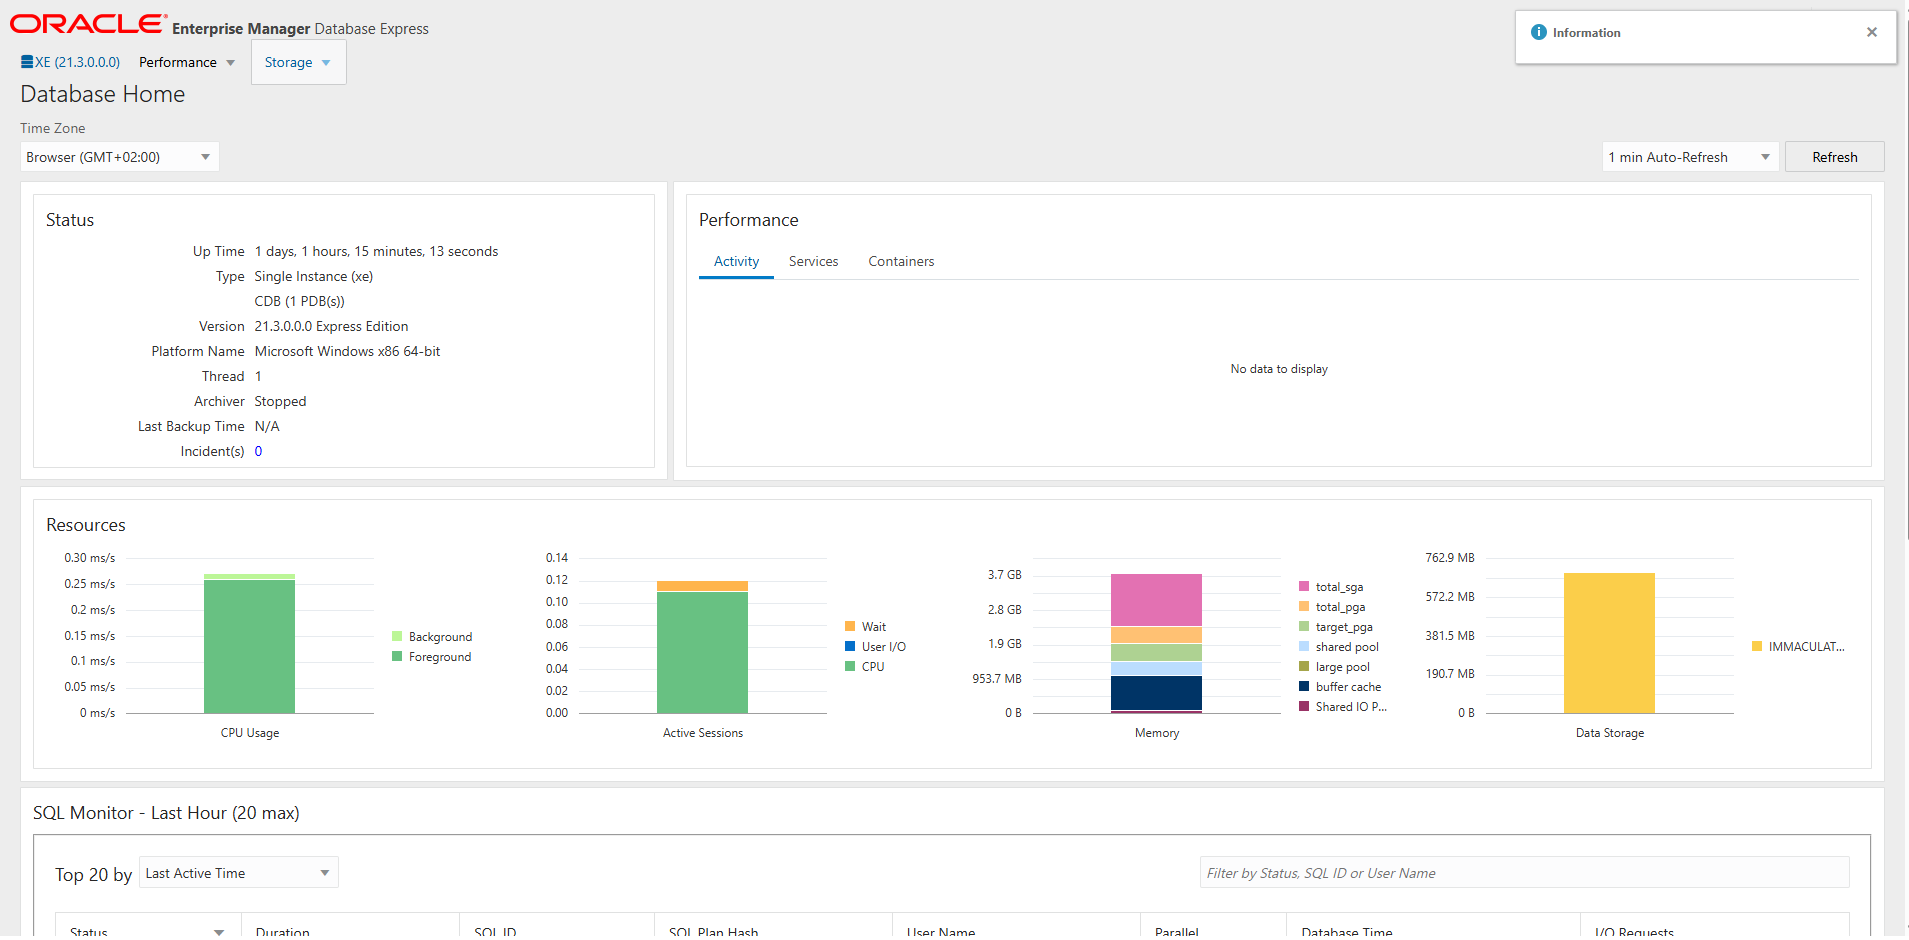 ORACLE Enterprise Manager Database Express
Information
XE (21.3.0.0.0) Performance Storage
Database Home
Time Zone
Browser (GMT+02:00)
1 min Auto-Refresh
Refresh
Status
Up Time 1 days, 1 hours, 15 minutes, 13 seconds
Type Single Instance (xe)
CDB (1 PDB(s))
Version 21.3.0.0.0 Express Edition
Platform Name Microsoft Windows x86 64-bit
Thread 1
Archiver Stopped
Last Backup Time N/A
Incident(s) 0
Performance
Activity Services Containers
No data to display
Resources
0.30 ms/s
0.25 ms/s
0.2 ms/s
0.15 ms/s
0.1 ms/s
0.05 ms/s
0 ms/s
CPU Usage
Background
Foreground
0.14
0.12
0.10
0.08
0.06
0.04
0.02
0.00
Active Sessions
Wait
User I/O
CPU
3.7 GB
2.8 GB
1.9 GB
953.7 MB
0 B
Memory
total_sga
total_pga
target_pga
shared pool
large pool
buffer cache
Shared IO P...
762.9 MB
572.2 MB
381.5 MB
190.7 MB
0 B
Data Storage
IMMACULAT...
SQL Monitor - Last Hour (20 max)
Top 20 by Last Active Time
Filter by Status, SQL ID or User Name
Status Duration SQL ID SQL Plan Hash User Name Parallel Database Time I/O Requests